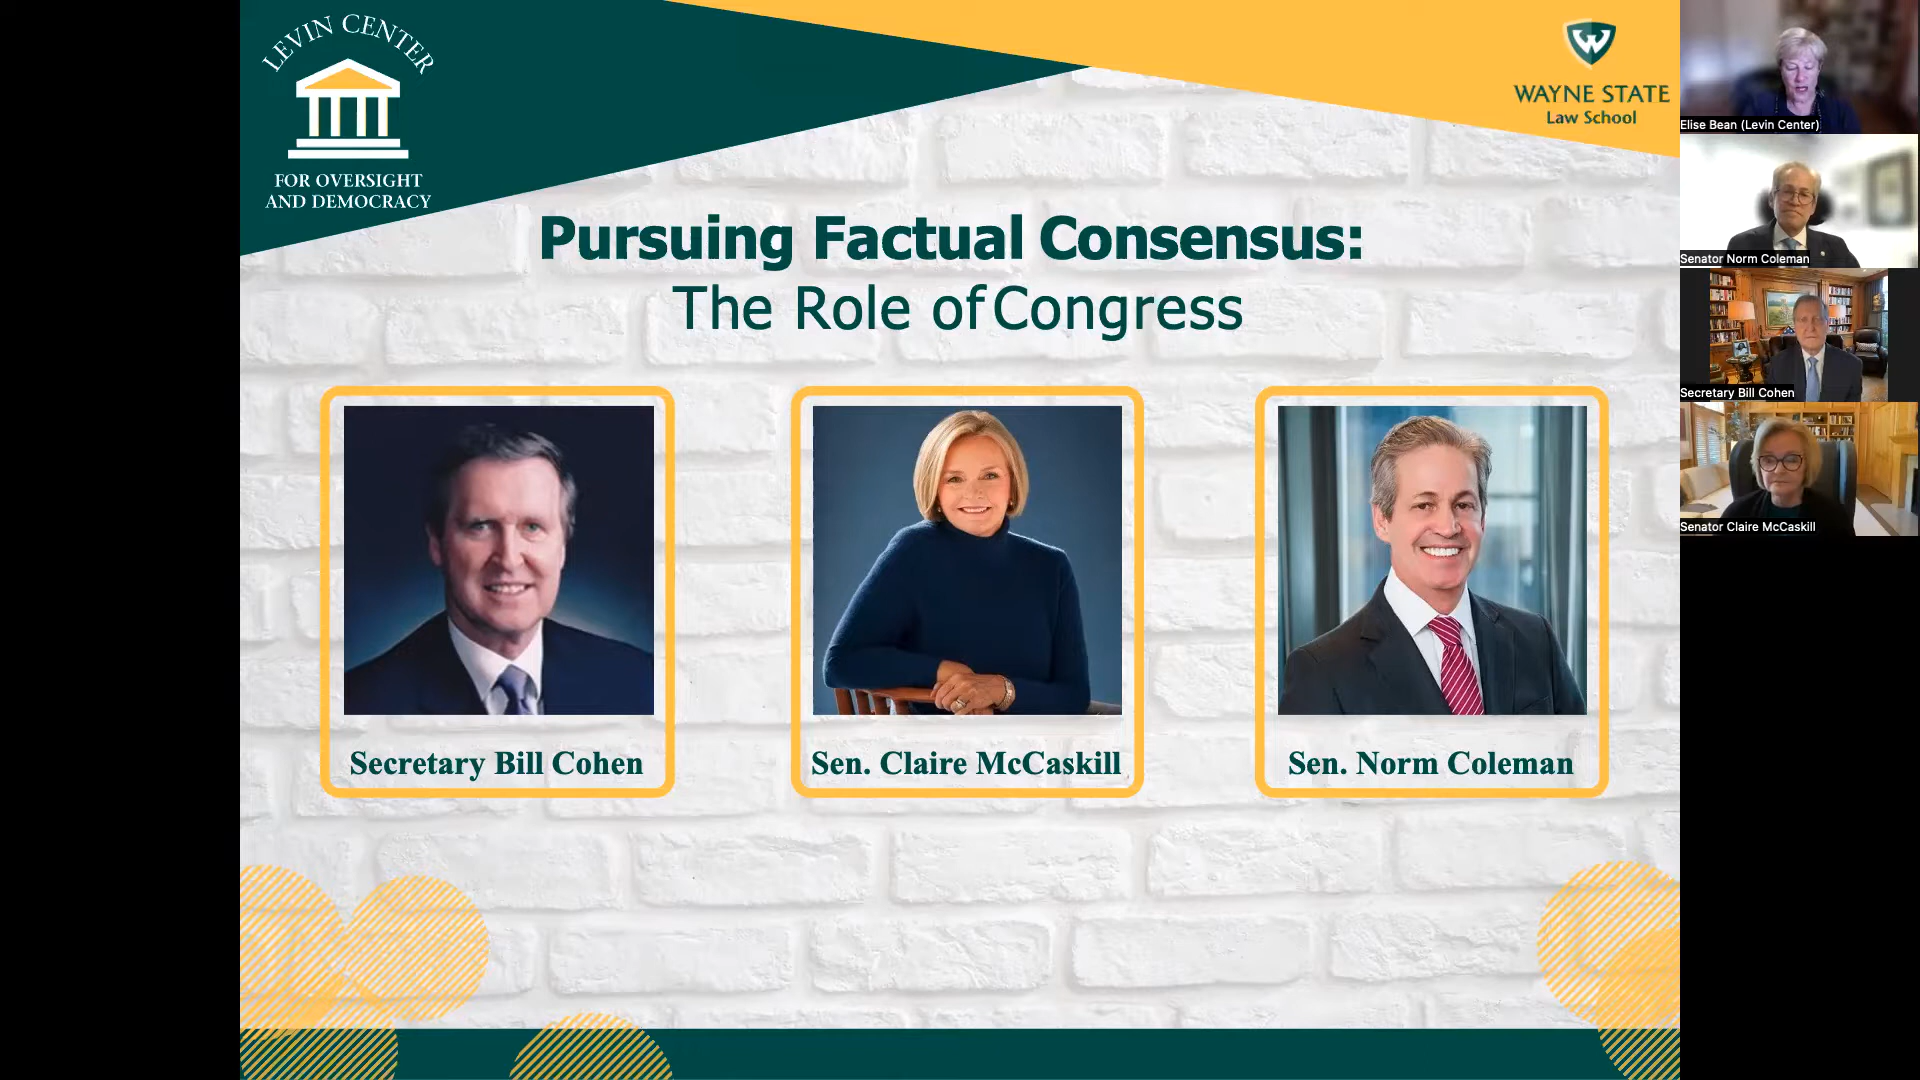 LEVIN CENTER
FOR OVERSIGHT
AND DEMOCRACY
W
WAYNE STATE
Law School
Pursuing Factual Consensus:
The Role of Congress
Secretary Bill Cohen
Sen. Claire McCaskill
Sen. Norm Coleman
Elise Bean (Levin Center)
Senator Norm Coleman
Secretary Bill Cohen
Senator Claire McCaskill